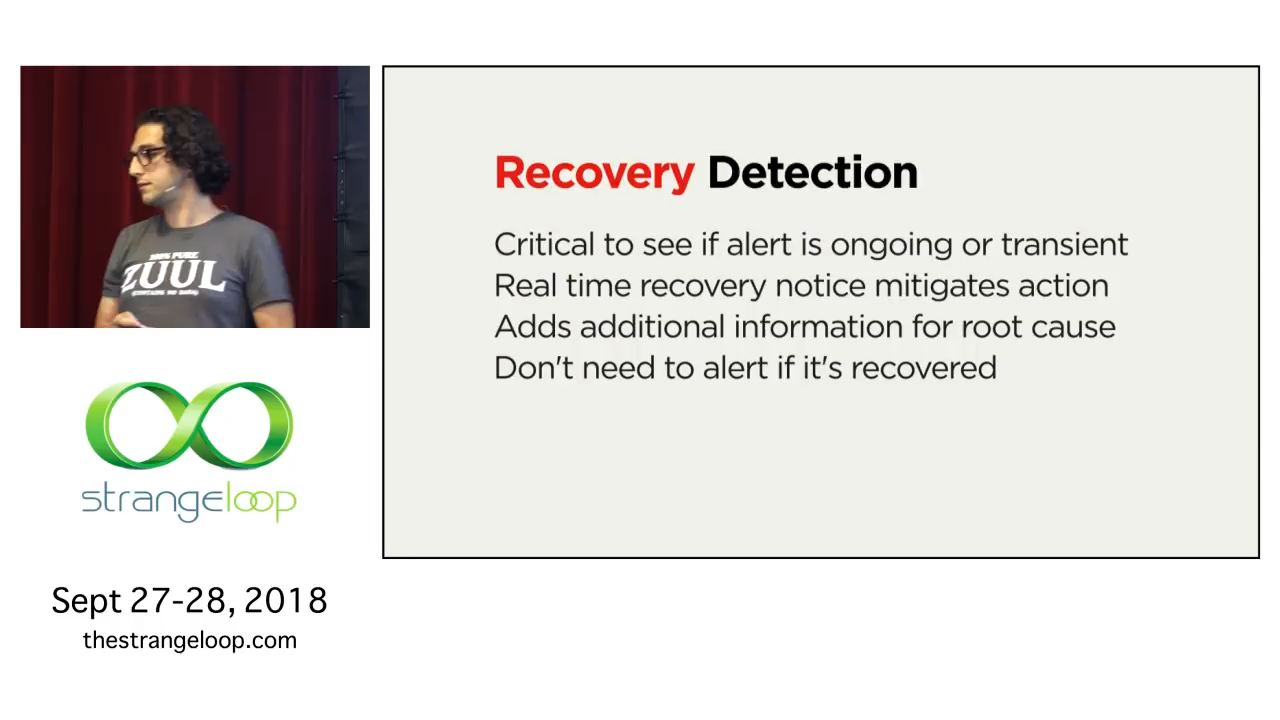 100% PURE
ZUUL
Recovery Detection
Critical to see if alert is ongoing or transient
Real time recovery notice mitigates action
Adds additional information for root cause
Don't need to alert if it's recovered
strangeloop
Sept 27-28, 2018
thestrangeloop.com